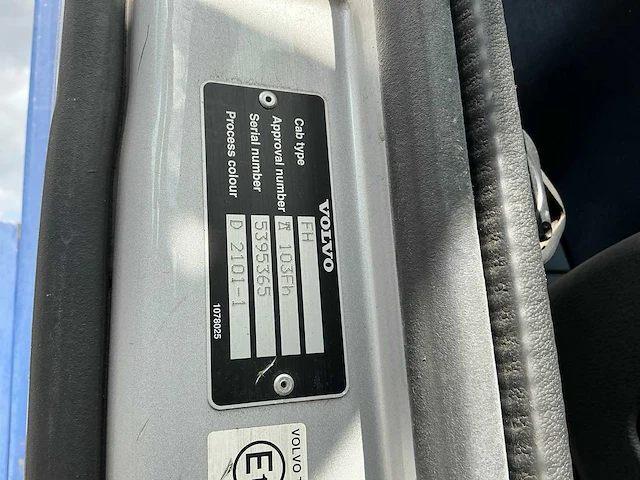 VOLVO
Cab type FH
Approval number 103Fh
Serial number 5395365
Process colour D 2101-1
1078025
VOLVO
E1